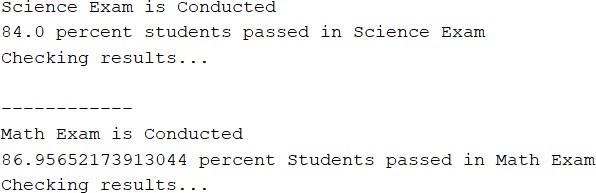 Science Exam is Conducted
84.0 percent students passed in Science Exam
Checking results...
------------
Math Exam is Conducted
86.95652173913044 percent Students passed in Math Exam
Checking results...